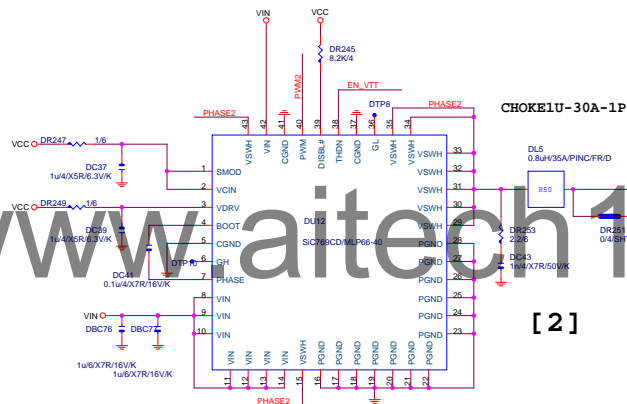 VIN
VCC
DR245
8.2K/4
PWM2
EN_VTT
DTP8
PHASE2
PHASE2
CHOKE1U-30A-1P
43
42
41
40
39
38
37
36
35
34
VSWH
VIN
CGND
PWM
DISBL#
THDN
CGND
GL
VSWH
VSWH
VCC
DR247
1/6
DC37
1u/4/X5R/6.3V/K
VCC
DR249
1/6
DC39
1u/4/X5R/6.3V/K
DC41
0.1u/4/X7R/16V/K
DTP10
VIN
DBC76
DBC77
1u/6/X7R/16V/K
1u/6/X7R/16V/K
1 SMOD
2 VCIN
3 VDRV
4 BOOT
5 CGND
6 GH
7 PHASE
8 VIN
9 VIN
10 VIN
DU12
SiC769CD/MLP66-40
VSWH 33
VSWH 32
VSWH 31
VSWH 30
VSWH 29
PGND 28
PGND 27
PGND 26
PGND 25
PGND 24
PGND 23
VIN
VIN
VIN
VIN
VSWH
PGND
PGND
PGND
PGND
PGND
PGND
PGND
11
12
13
14
15
16
17
18
19
20
21
22
PHASE2
DL5
0.8uH/35A/PINC/FR/D
R50
DR253
2.2/6
DC43
1n/4/X7R/50V/K
DR251
0/4/SHT
[2]
www.aitech1